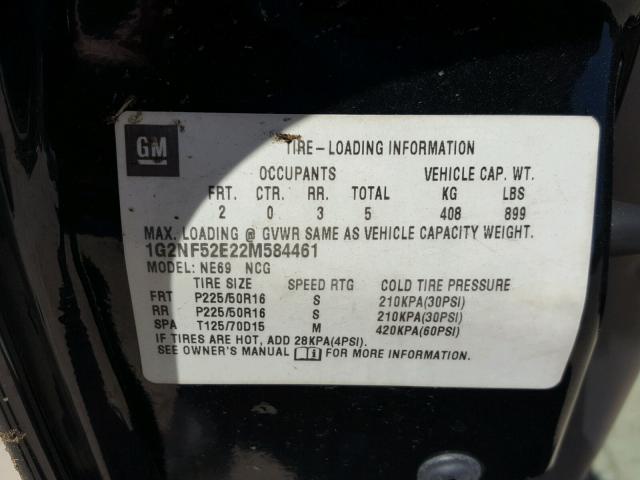 GM TIRE-LOADING INFORMATION
OCCUPANTS VEHICLE CAP. WT.
FRT. CTR. RR. TOTAL KG LBS
2 0 3 5 408 899
MAX. LOADING @ GVWR SAME AS VEHICLE CAPACITY WEIGHT.
1G2NF52E22M584461
MODEL: NE69 NCG
TIRE SIZE SPEED RTG COLD TIRE PRESSURE
FRT P225/50R16 S 210KPA(30PSI)
RR P225/50R16 S 210KPA(30PSI)
SPA T125/70D15 M 420KPA(60PSI)
IF TIRES ARE HOT, ADD 28KPA(4PSI).
SEE OWNER'S MANUAL FOR MORE INFORMATION.